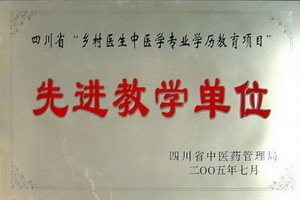 四川省“乡村医生中医学专业学历教育项目”
先进教学单位
四川省中医药管理局
二〇〇五年七月